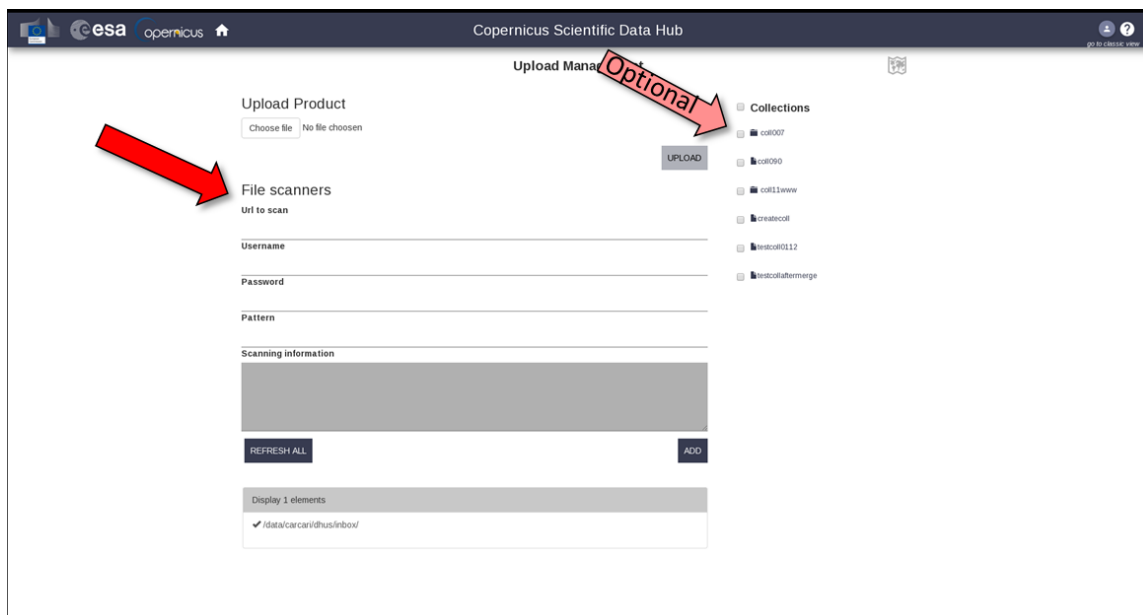 esa opernicus Copernicus Scientific Data Hub
go to classic view
Upload Mana
Optional
Upload Product
Choose file No file choosen
UPLOAD
File scanners
Url to scan
Username
Password
Pattern
Scanning information
REFRESH ALL ADD
Display 1 elements
/data/carcari/dhus/inbox/
Collections
coll007
coll090
coll11www
createcoll
testcoll0112
testcollaftermerge